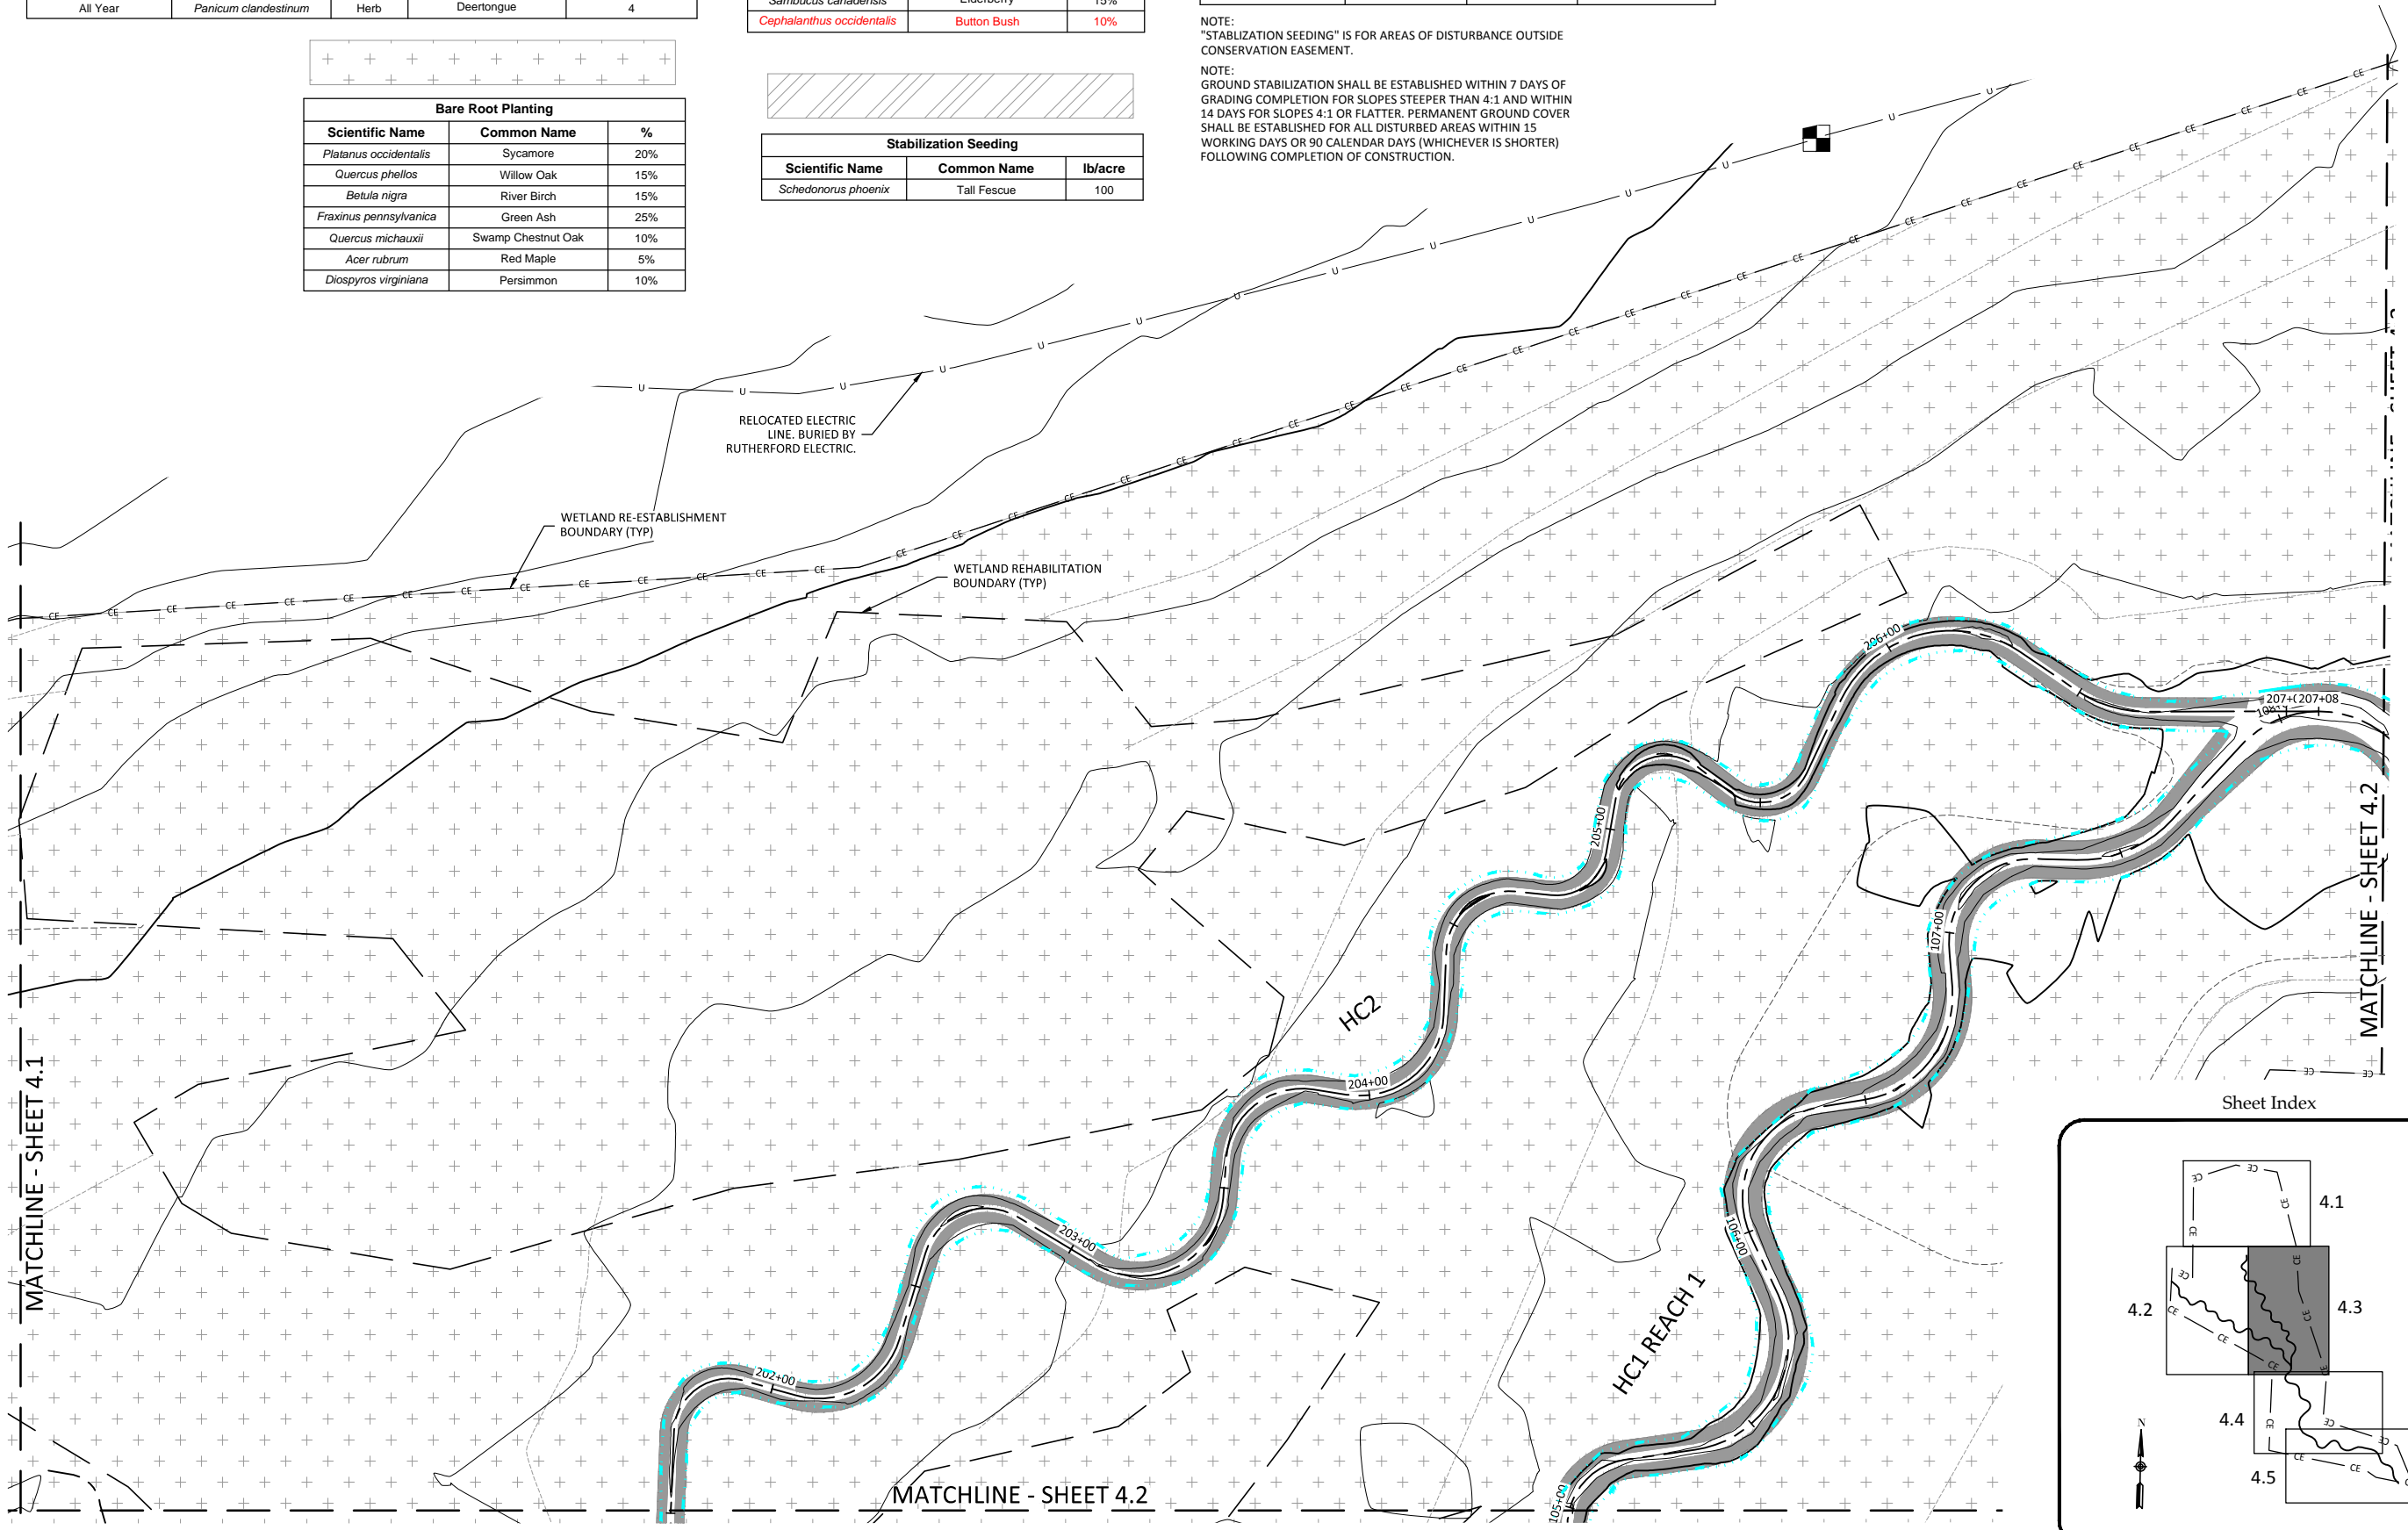 All Year Panicum clandestinum Herb Deertongue 4
Sambucus canadensis Elderberry 15%
Cephalanthus occidentalis Button Bush 10%
Bare Root Planting
Scientific Name Common Name %
Platanus occidentalis Sycamore 20%
Quercus phellos Willow Oak 15%
Betula nigra River Birch 15%
Fraxinus pennsylvanica Green Ash 25%
Quercus michauxii Swamp Chestnut Oak 10%
Acer rubrum Red Maple 5%
Diospyros virginiana Persimmon 10%
Stabilization Seeding
Scientific Name Common Name lb/acre
Schedonorus phoenix Tall Fescue 100
NOTE:
"STABLIZATION SEEDING" IS FOR AREAS OF DISTURBANCE OUTSIDE
CONSERVATION EASEMENT.
NOTE:
GROUND STABILIZATION SHALL BE ESTABLISHED WITHIN 7 DAYS OF
GRADING COMPLETION FOR SLOPES STEEPER THAN 4:1 AND WITHIN
14 DAYS FOR SLOPES 4:1 OR FLATTER. PERMANENT GROUND COVER
SHALL BE ESTABLISHED FOR ALL DISTURBED AREAS WITHIN 15
WORKING DAYS OR 90 CALENDAR DAYS (WHICHEVER IS SHORTER)
FOLLOWING COMPLETION OF CONSTRUCTION.
RELOCATED ELECTRIC
LINE. BURIED BY
RUTHERFORD ELECTRIC.
WETLAND RE-ESTABLISHMENT
BOUNDARY (TYP)
WETLAND REHABILITATION
BOUNDARY (TYP)
206+00
207+08
205+00
107+00
HC2
204+00
203+00
106+00
202+00
HC1 REACH 1
105+00
MATCHLINE - SHEET 4.1
MATCHLINE - SHEET 4.2
MATCHLINE - SHEET 4.2
Sheet Index
4.1
4.2
4.3
4.4
4.5
N